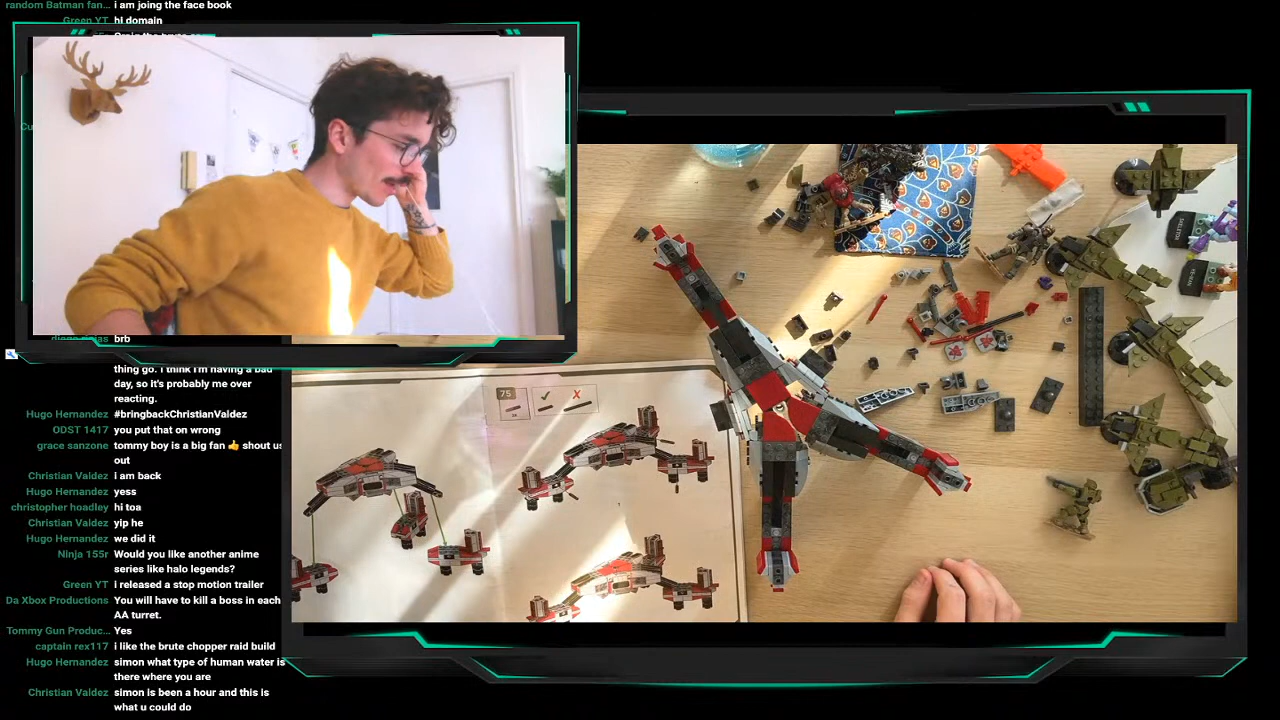 random Batman fan... i am joing the face book
Green YT hi domain
diana rojas brb
thing go. i think i'm having a bad
day, so it's probably me over
reacting.
Hugo Hernandez #bringbackChristianValdez
ODST 1417 you put that on wrong
grace sanzone tommy boy is a big fan 👍 shout us
out
Christian Valdez i am back
Hugo Hernandez yess
christopher hoadley hi toa
Christian Valdez yip he
Hugo Hernandez we did it
Ninja 155r Would you like another anime
series like halo legends?
Green YT i released a stop motion trailer
Da Xbox Productions You will have to kill a boss in each
AA turret.
Tommy Gun Produc... Yes
captain rex117 i like the brute chopper raid build
Hugo Hernandez simon what type of human water is
there where you are
Christian Valdez simon is been a hour and this is
what u could do
75